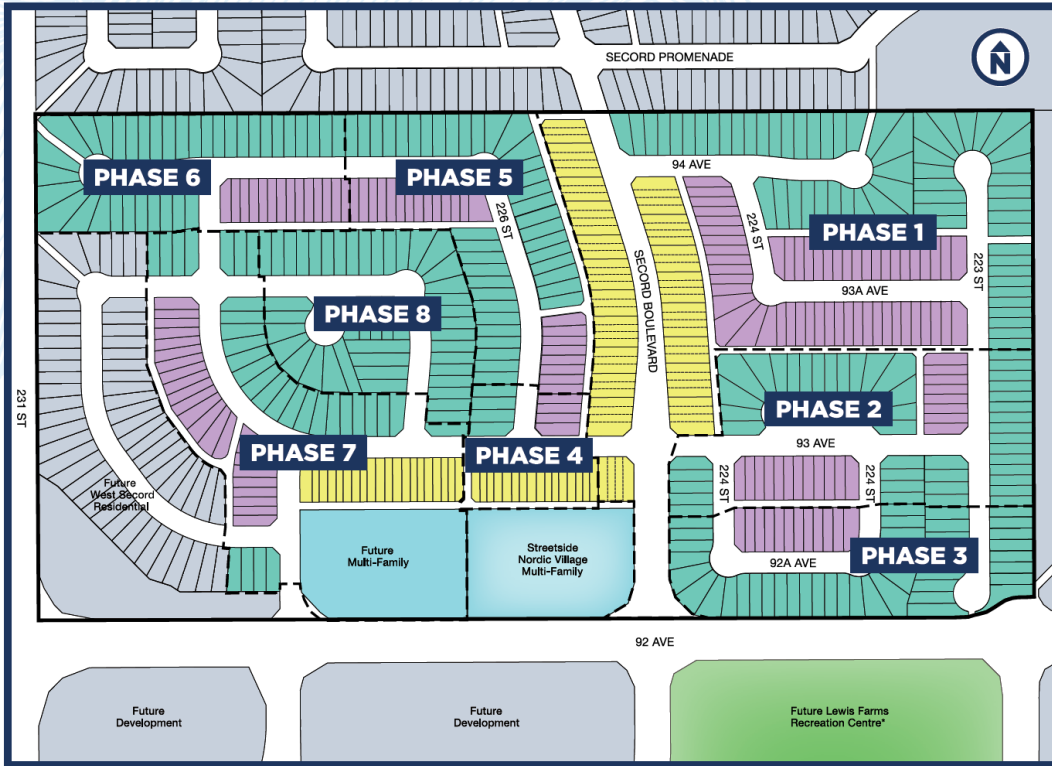 SECOND PROMENADE
N
PHASE 6
PHASE 5
94 AVE
226 ST
224 ST
PHASE 1
223 ST
SECORD BOULEVARD
93A AVE
PHASE 8
231 ST
PHASE 2
93 AVE
PHASE 7
PHASE 4
224 ST
224 ST
Future
West Secord
Residential
Future
Multi-Family
Streetside
Nordic Village
Multi-Family
PHASE 3
92A AVE
92 AVE
Future
Development
Future
Development
Future Lewis Farms
Recreation Centre*